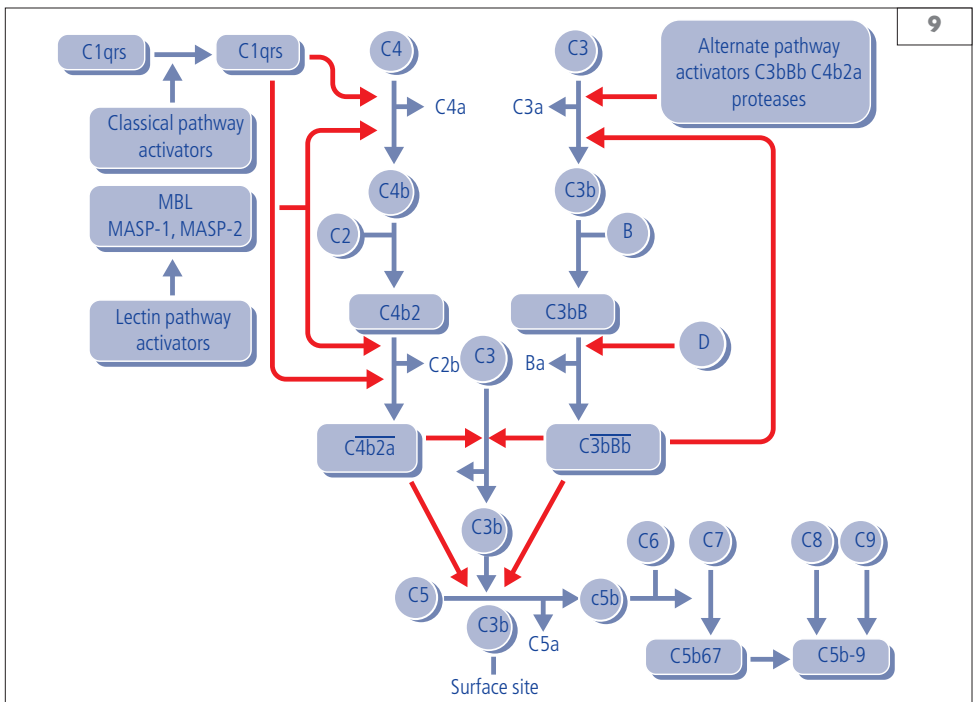 9
C1qrs
C1qrs
C4
C3
Alternate pathway
activators C3bBb C4b2a
proteases
C4a
C3a
Classical pathway
activators
MBL
MASP-1, MASP-2
C4b
C3b
C2
B
Lectin pathway
activators
C4b2
C3bB
C2b
C3
Ba
D
C4b2a
C3bBb
C3b
C6
C7
C8
C9
C5
c5b
C3b
C5a
C5b67
C5b-9
Surface site